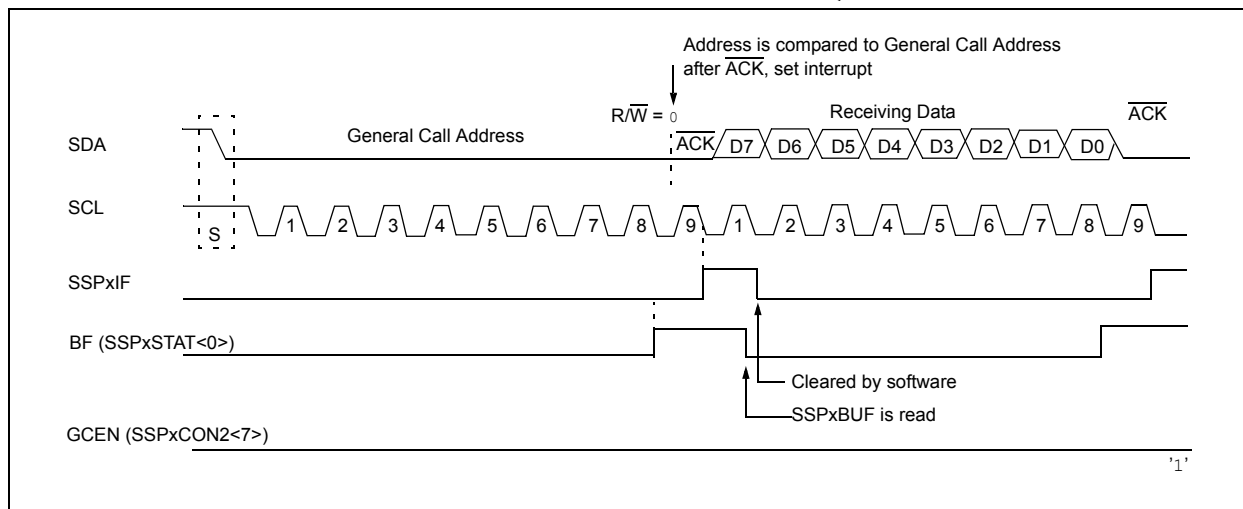 Address is compared to General Call Address
after ACK, set interrupt
R/W = 0
Receiving Data
ACK
SDA
General Call Address
ACK
D7 D6 D5 D4 D3 D2 D1 D0
SCL
S
1 2 3 4 5 6 7 8 9 1 2 3 4 5 6 7 8 9
SSPxIF
BF (SSPxSTAT<0>)
Cleared by software
SSPxBUF is read
GCEN (SSPxCON2<7>)
'1'